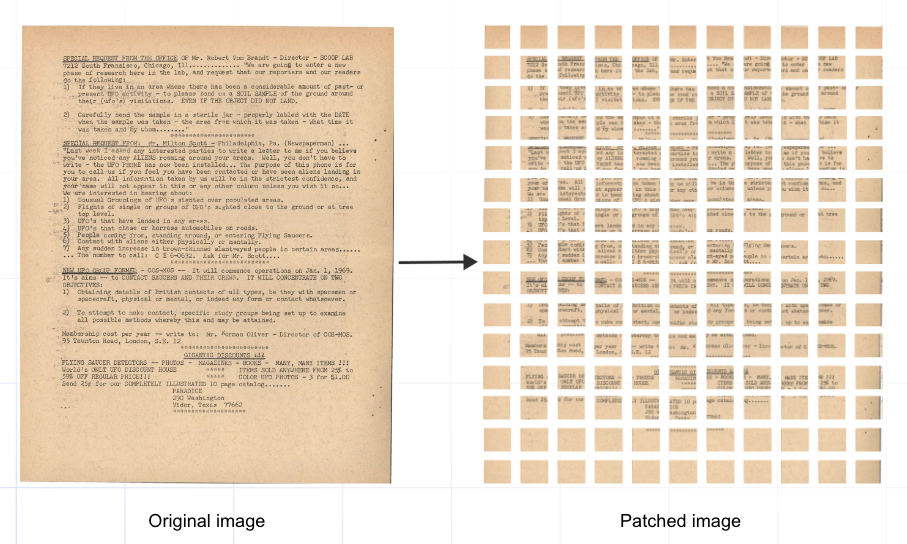 SPECIAL REQUEST FROM THE OFFICE OF Mr. Robert Von Brandt - Director - SCOOP LAB
7212 South Francisco, Chicago, Ill........... "We are going to enter a new
phase of research here in the lab, and request that our reporters and our readers
do the following:
1) If they live in an area where there has been a considerable amount of past- or
present UFO activity - to please send us a SOIL SAMPLE of the ground around
their (ufo's) visitations. EVEN IF THE OBJECT DID NOT LAND.
2) Carefully send the sample in a sterile jar - properly labled with the DATE
when the sample was taken - the area from which it was taken - what time it
was taken and by whom........"
SPECIAL REQUEST FROM: Mr. Milton - Philadelphia, Pa. (Newspaperman) ...
"Last week I asked any interested parties to write a letter to me if you believe
you've noticed any ALIENS roaming around your areas. Well, you don't have to
write - the UFO PHONE has now been installed... The purpose of this phone is for
you to call us if you feel you have been contacted or have seen aliens landing in
your area. All information taken by us will be in the strictest confidence, and
your name will not appear in this or any other column unless you wish it so...
We are interested in hearing about:
1) Unusual Groupings of UFO's sighted over populated areas.
2) Flights of single or groups of UFO's sighted close to the ground or at tree
top level.
3) UFO's that have landed in any areas.
4) UFO's that chase or harrass automobiles on roads.
5) People coming from, standing around, or entering Flying Saucers.
6) Contact with aliens either physically or mentally.
7) Any sudden increase in brown-skinned people in certain areas......
... The number to call: C E 6-0632. Ask for Mr. Scott....
NEW UFO GROUP FORMED - COS-MOS -- It will commence operations on Jan. 1, 1969.
It's aims -- to CONTACT SAUCERS AND THEIR CREWS. IT'S MAIN
OBJECTIVES:
1) Obtaining details of British contacts of all types, be they with spacemen or
spacecraft, physical or mental, or indeed any form or contact whatsoever.
2) To attempt to make contact, specific study groups being set up to examine
all possible methods whereby this end may be attained.
Membership cost per year -- write to: Mr. Norman Oliver - Director of COS-MOS,
95 Taunton Road, London, S.E. 12
GIGANTIC DISCOUNTS !!!
FLYING SAUCER DETECTORS -- PHOTOS - MAGAZINES - BOOKS - MANY, MANY ITEMS !!!
World's ONLY UFO DISCOUNT HOUSE ***** ITEMS SOLD ANYWHERE FROM 25% to
59% OFF REGULAR PRICE!!! ***** COLOR UFO PHOTOS - 3 for $1.00
Send 25¢ for our COMPLETELY ILLUSTRATED 10 page catalog.......
PARADICE
290 Washington
Vidor, Texas 77662
Original image
Patched image